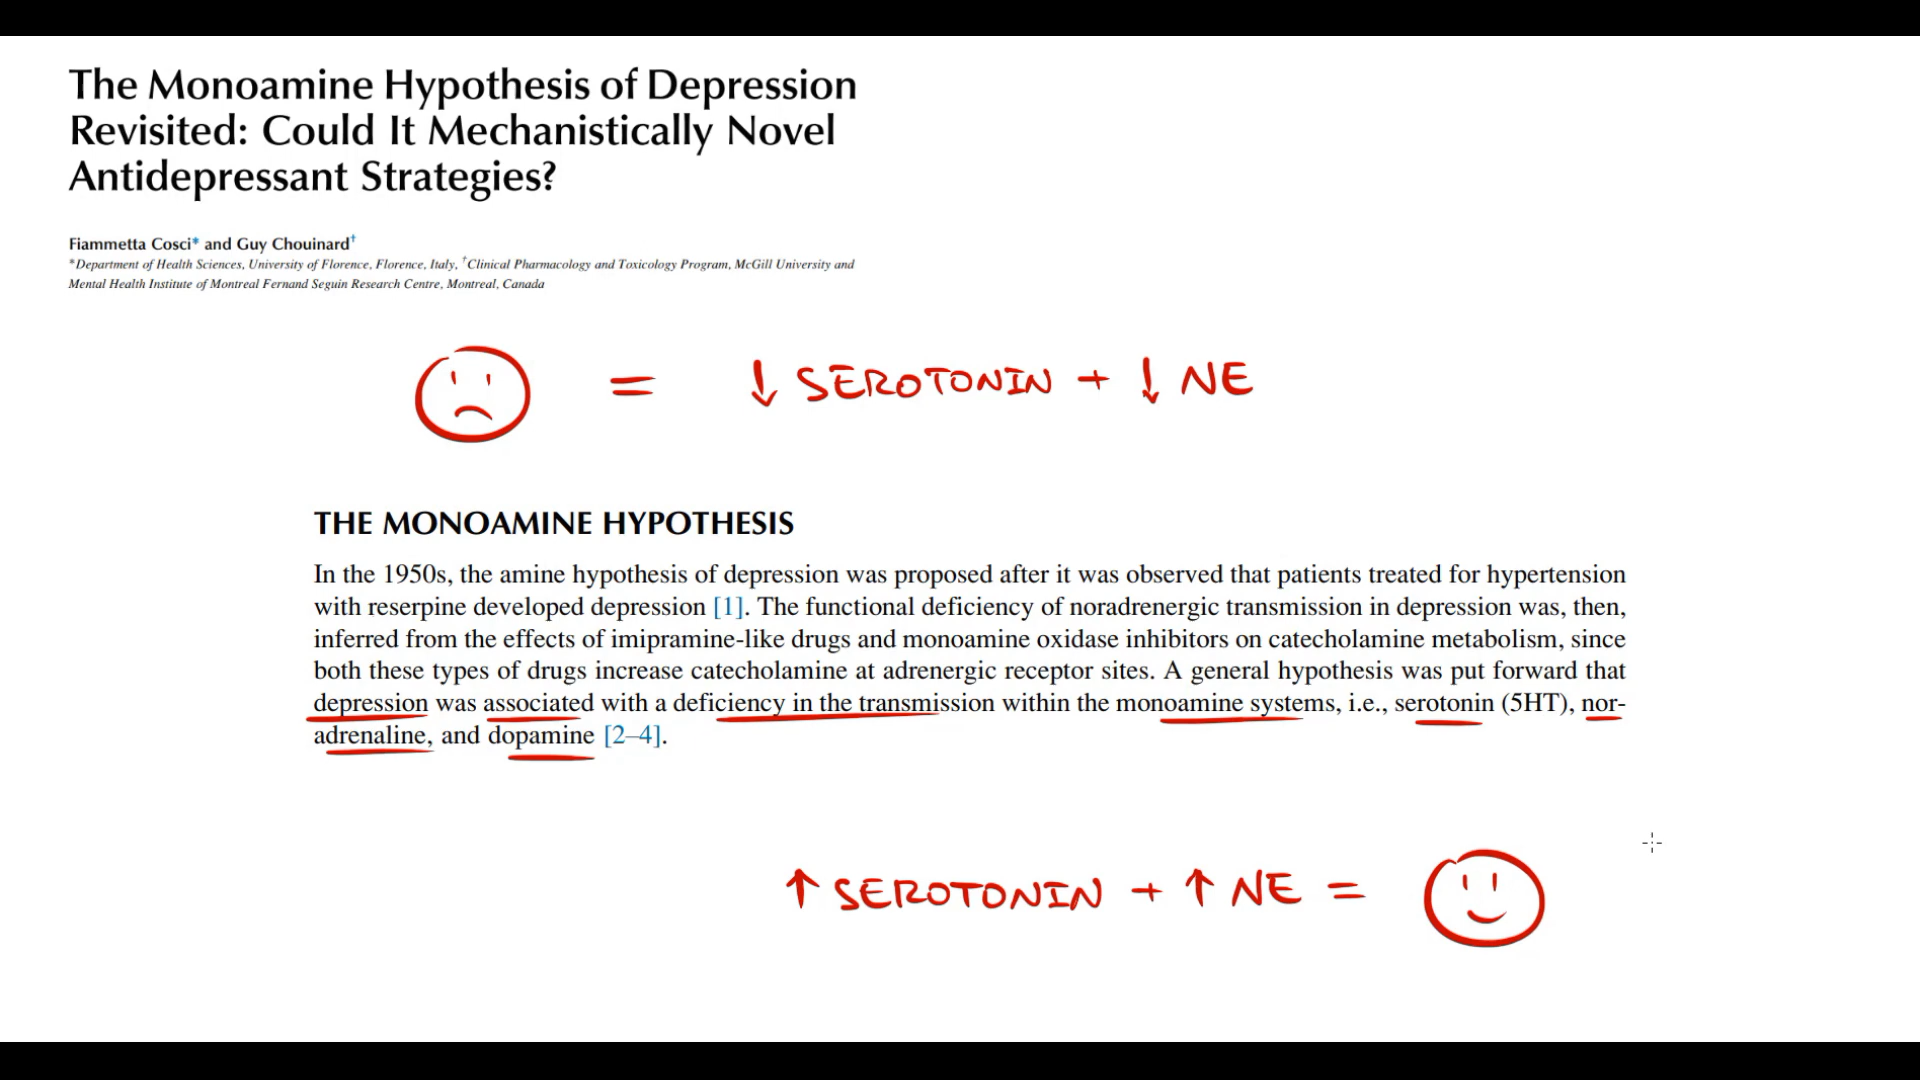 The Monoamine Hypothesis of Depression
Revisited: Could It Mechanistically Novel
Antidepressant Strategies?
Fiammetta Cosci* and Guy Chouinard†
*Department of Health Sciences, University of Florence, Florence, Italy, †Clinical Pharmacology and Toxicology Program, McGill University and
Mental Health Institute of Montreal Fernand Seguin Research Centre, Montreal, Canada
= ↓ SEROTONIN + ↓ NE
THE MONOAMINE HYPOTHESIS
In the 1950s, the amine hypothesis of depression was proposed after it was observed that patients treated for hypertension
with reserpine developed depression [1]. The functional deficiency of noradrenergic transmission in depression was, then,
inferred from the effects of imipramine-like drugs and monoamine oxidase inhibitors on catecholamine metabolism, since
both these types of drugs increase catecholamine at adrenergic receptor sites. A general hypothesis was put forward that
depression was associated with a deficiency in the transmission within the monoamine systems, i.e., serotonin (5HT), nor-
adrenaline, and dopamine [2–4].
↑ SEROTONIN + ↑ NE =